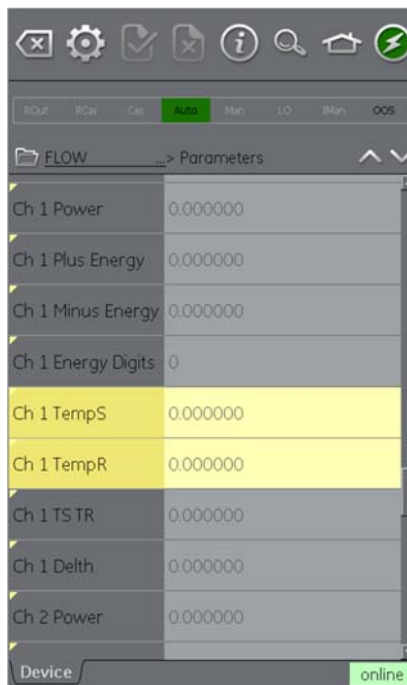 ROut RCas Cas Auto Man LO IMan OOS
FLOW ...> Parameters
Ch 1 Power 0.000000
Ch 1 Plus Energy 0.000000
Ch 1 Minus Energy 0.000000
Ch 1 Energy Digits 0
Ch 1 TempS 0.000000
Ch 1 TempR 0.000000
Ch 1 TS TR 0.000000
Ch 1 Delth 0.000000
Ch 2 Power 0.000000
Device online